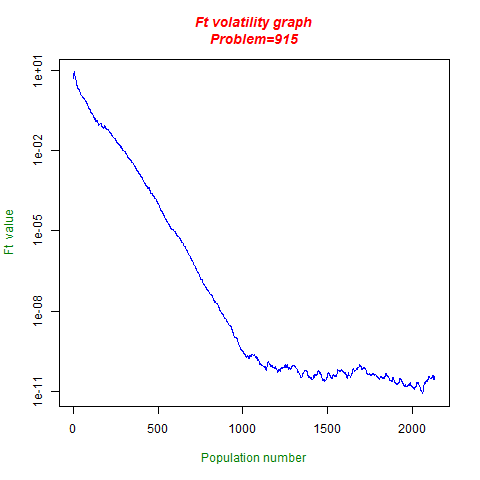 Ft volatility graph
Problem=915
1e+01
1e-02
1e-05
1e-08
1e-11
Ft value
0
500
1000
1500
2000
Population number